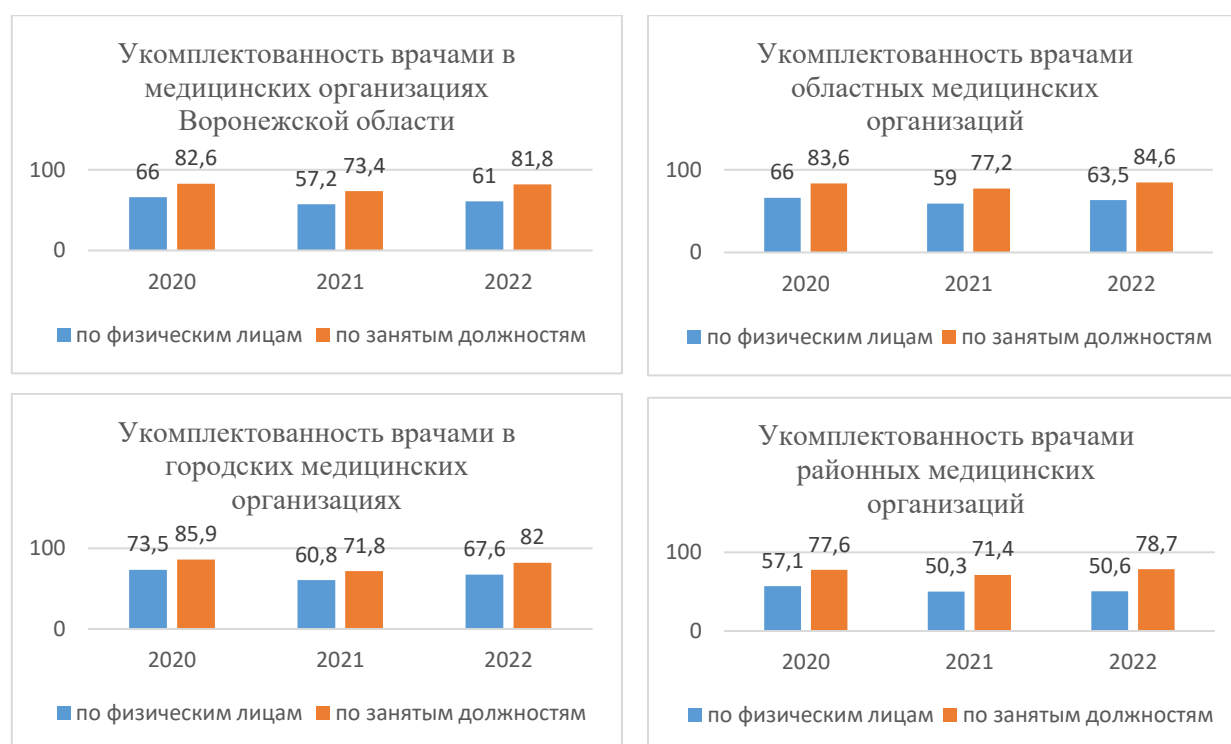 Укомплектованность врачами в
медицинских организациях
Воронежской области
100
0
66
82,6
57,2
73,4
61
81,8
2020
2021
2022
по физическим лицам
по занятым должностям
Укомплектованность врачами
областных медицинских
организаций
100
0
66
83,6
59
77,2
63,5
84,6
2020
2021
2022
по физическим лицам
по занятым должностям
Укомплектованность врачами в
городских медицинских
организациях
100
0
73,5
85,9
60,8
71,8
67,6
82
2020
2021
2022
по физическим лицам
по занятым должностям
Укомплектованность врачами
районных медицинских
организаций
100
0
57,1
77,6
50,3
71,4
50,6
78,7
2020
2021
2022
по физическим лицам
по занятым должностям